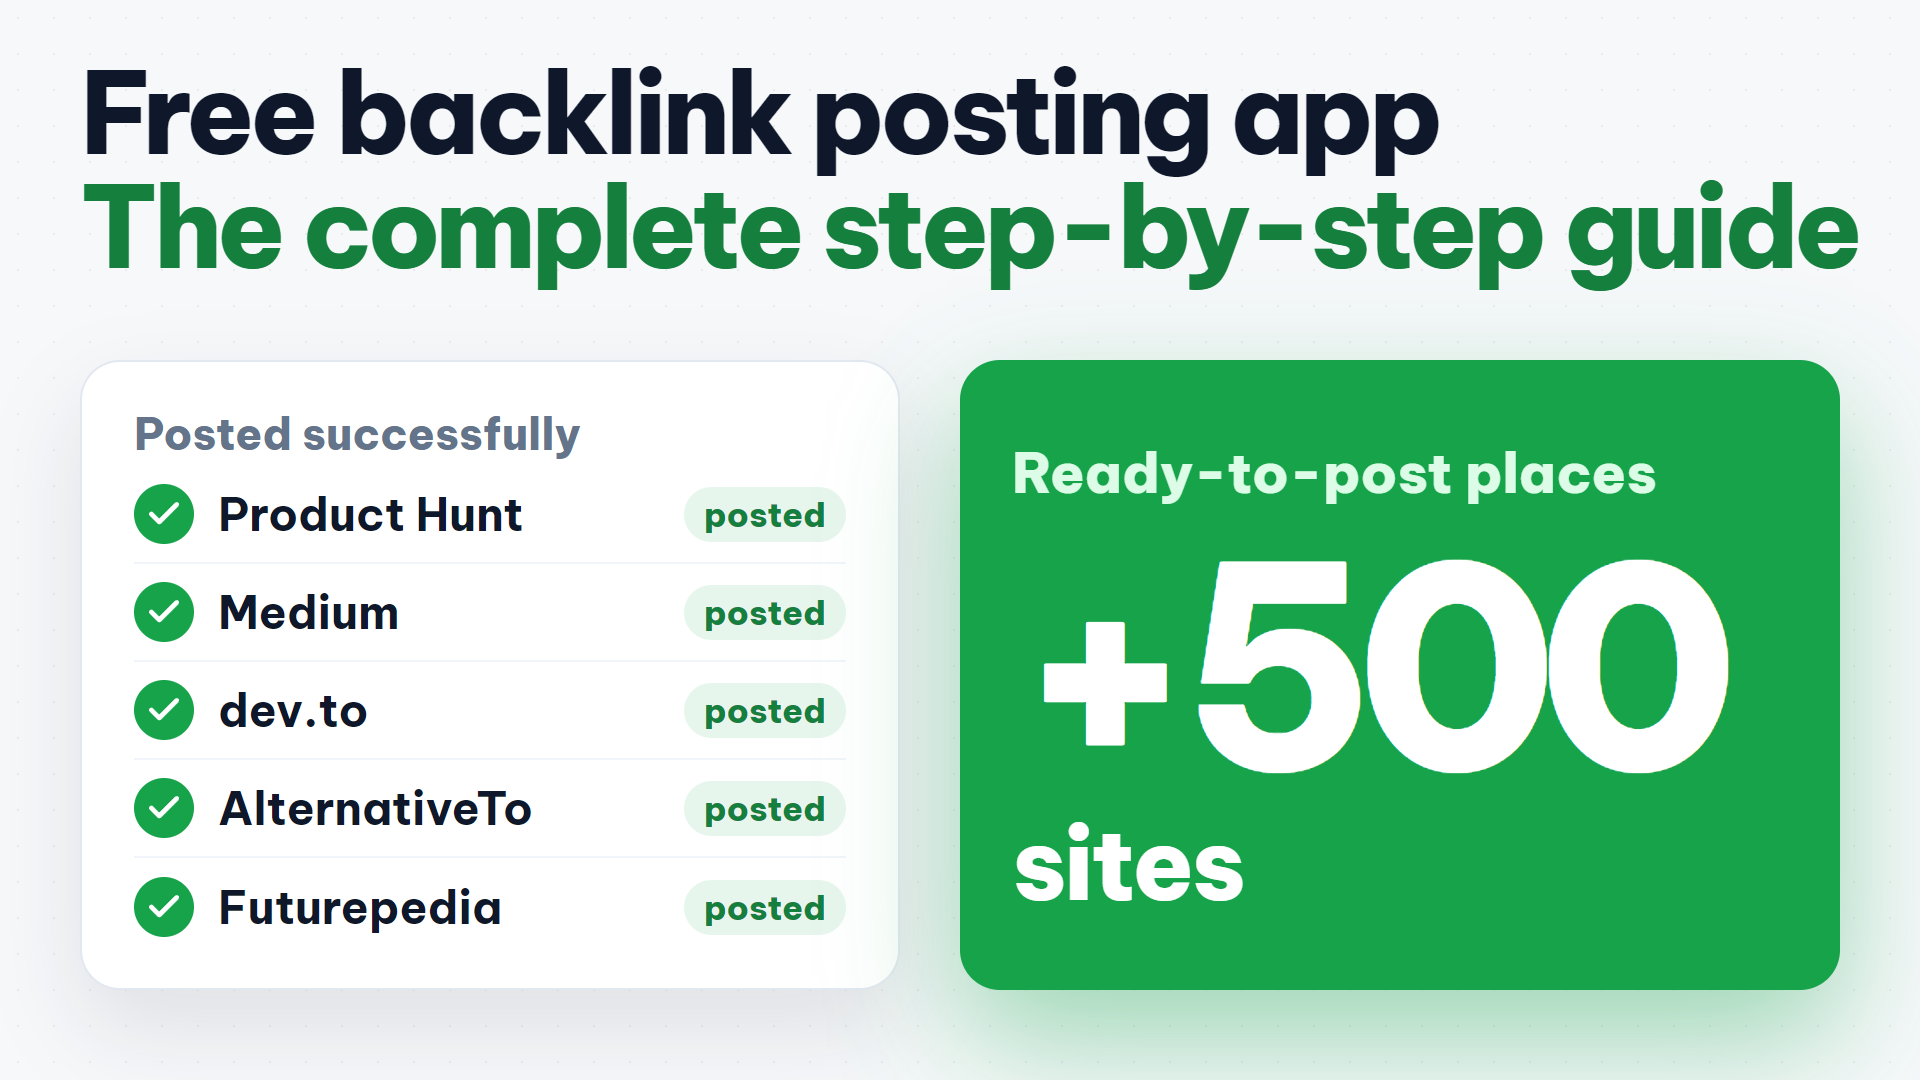 Free backlink posting app
The complete step-by-step guide
Posted successfully
Product Hunt posted
Medium posted
dev.to posted
AlternativeTo posted
Futurepedia posted
Ready-to-post places
+500
sites